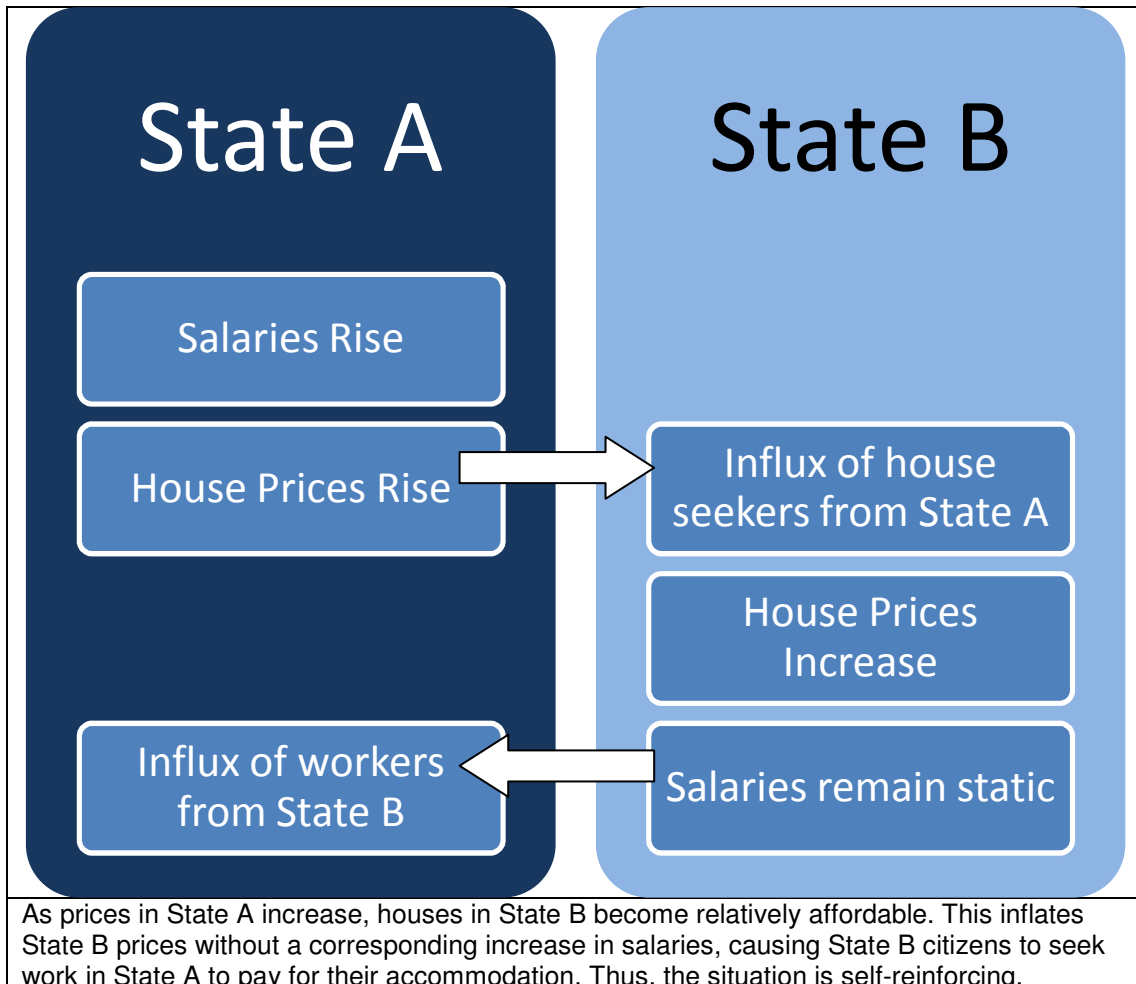 State A
Salaries Rise
House Prices Rise
Influx of workers
from State B
State B
Influx of house
seekers from State A
House Prices
Increase
Salaries remain static
As prices in State A increase, houses in State B become relatively affordable. This inflates
State B prices without a corresponding increase in salaries, causing State B citizens to seek
work in State A to pay for their accommodation. Thus, the situation is self-reinforcing.